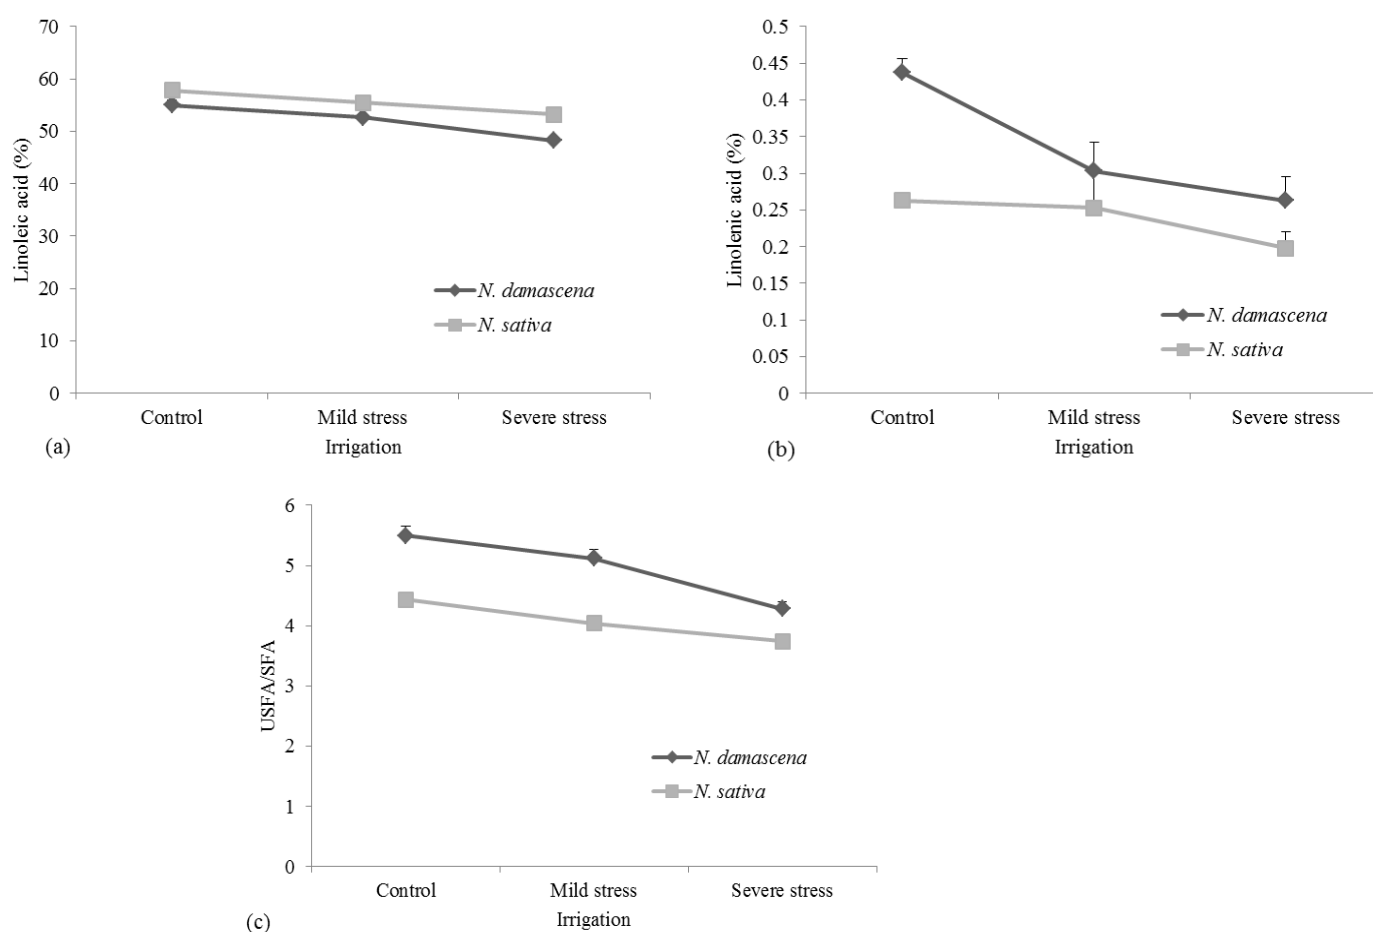 70
60
50
40
30
20
10
0
Linoleic acid (%)
N. damascena
N. sativa
Control Mild stress Severe stress
Irrigation
(a)
0.5
0.45
0.4
0.35
0.3
0.25
0.2
0.15
0.1
0.05
0
Linolenic acid (%)
N. damascena
N. sativa
Control Mild stress Severe stress
Irrigation
(b)
6
5
4
3
2
1
0
USFA/SFA
N. damascena
N. sativa
Control Mild stress Severe stress
Irrigation
(c)